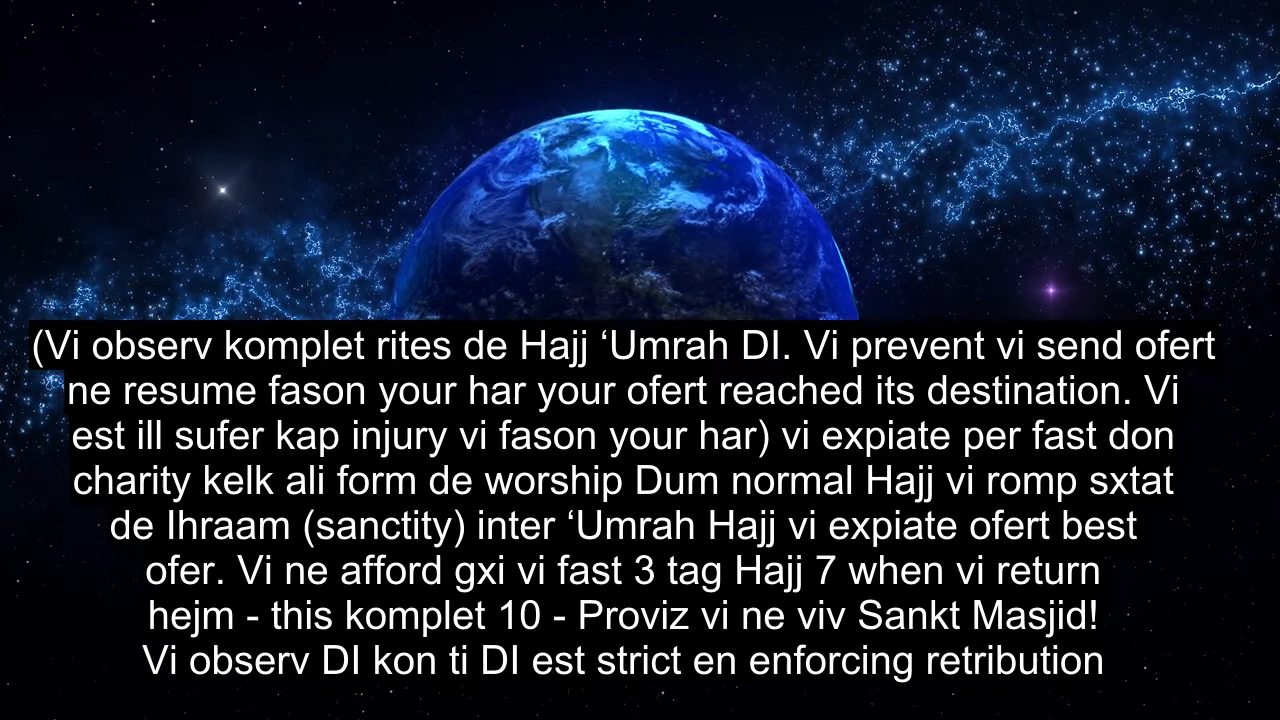 (Vi observ komplet rites de Hajj ‘Umrah DI. Vi prevent vi send ofert
ne resume fason your har your ofert reached its destination. Vi
est ill sufer kap injury vi fason your har) vi expiate per fast don
charity kelk ali form de worship Dum normal Hajj vi romp sxtat
de Ihraam (sanctity) inter ‘Umrah Hajj vi expiate ofert best
ofer. Vi ne afford gxi vi fast 3 tag Hajj 7 when vi return
hejm - this komplet 10 - Proviz vi ne viv Sankt Masjid!
Vi observ DI kon ti DI est strict en enforcing retribution